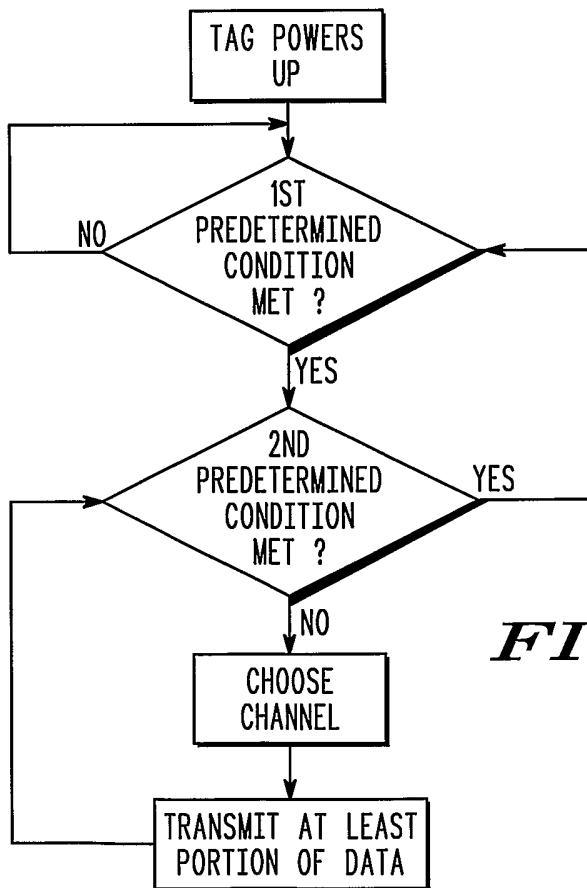 TAG POWERS
UP
1ST
PREDETERMINED
CONDITION
MET ?
NO
YES
2ND
PREDETERMINED
CONDITION
MET ?
YES
NO
FI
CHOOSE
CHANNEL
TRANSMIT AT LEAST
PORTION OF DATA